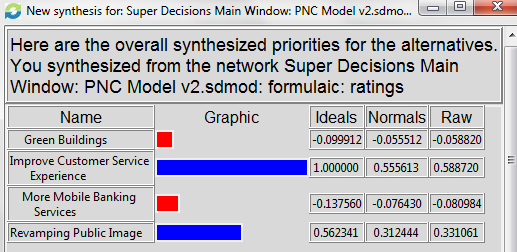 New synthesis for: Super Decisions Main Window: PNC Model v2.sdmo...
Here are the overall synthesized priorities for the alternatives.
You synthesized from the network Super Decisions Main
Window: PNC Model v2.sdmod: formulaic: ratings
Name Graphic Ideals Normals Raw
Green Buildings -0.099912 -0.055512 -0.058820
Improve Customer Service
Experience 1.000000 0.555613 0.588720
More Mobile Banking
Services -0.137560 -0.076430 -0.080984
Revamping Public Image 0.562341 0.312444 0.331061